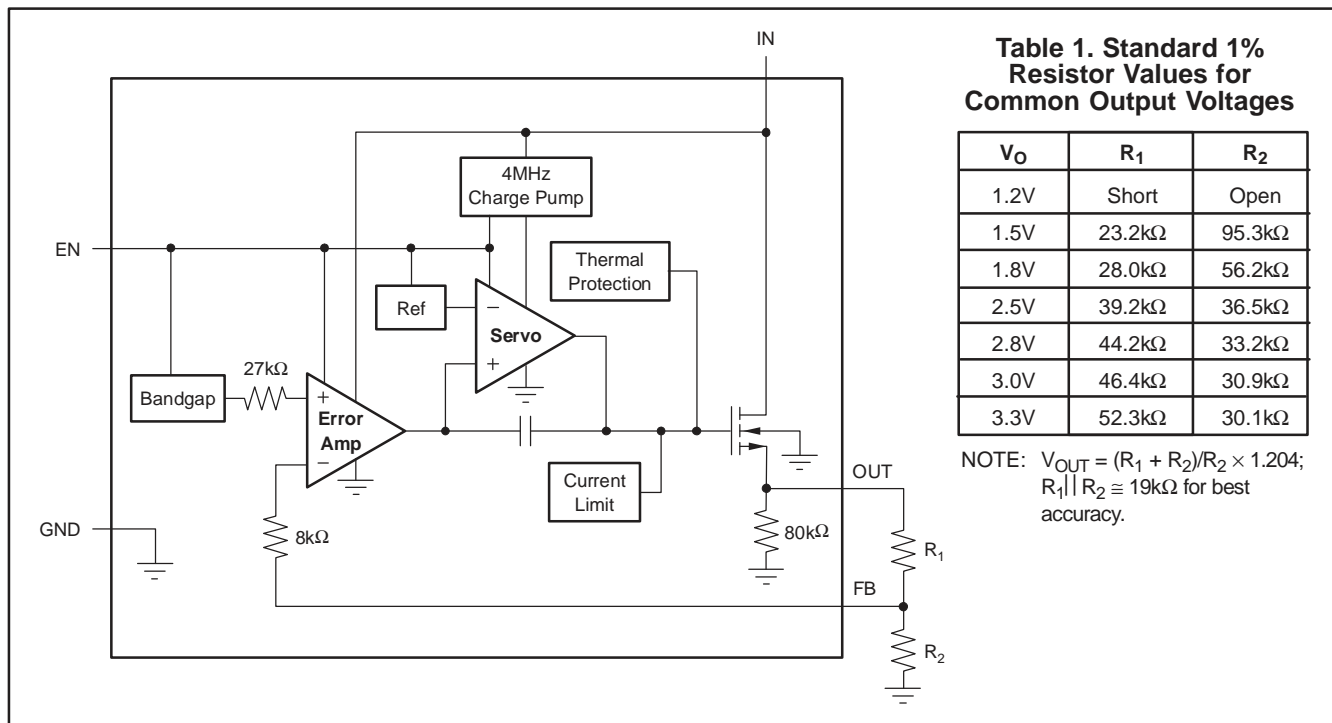 IN
4MHz
Charge Pump
EN
Thermal
Protection
Ref
−
Servo
+
27kΩ
Bandgap
+
Error
Amp
−
Current
Limit
OUT
GND
8kΩ
80kΩ
R1
FB
R2
Table 1. Standard 1%
Resistor Values for
Common Output Voltages
VO R1 R2
1.2V Short Open
1.5V 23.2kΩ 95.3kΩ
1.8V 28.0kΩ 56.2kΩ
2.5V 39.2kΩ 36.5kΩ
2.8V 44.2kΩ 33.2kΩ
3.0V 46.4kΩ 30.9kΩ
3.3V 52.3kΩ 30.1kΩ
NOTE: VOUT = (R1 + R2)/R2 × 1.204;
R1||R2 ≅ 19kΩ for best
accuracy.